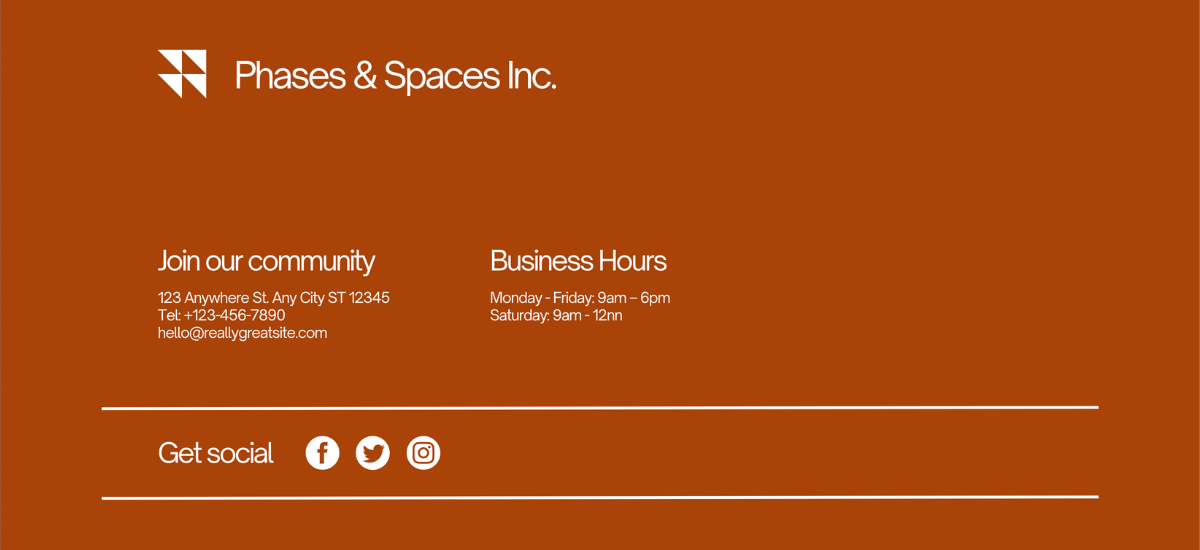 Phases & Spaces Inc.
Join our community
123 Anywhere St. Any City ST 12345
Tel: +123-456-7890
hello@reallygreatsite.com
Business Hours
Monday - Friday: 9am – 6pm
Saturday: 9am - 12nn
Get social